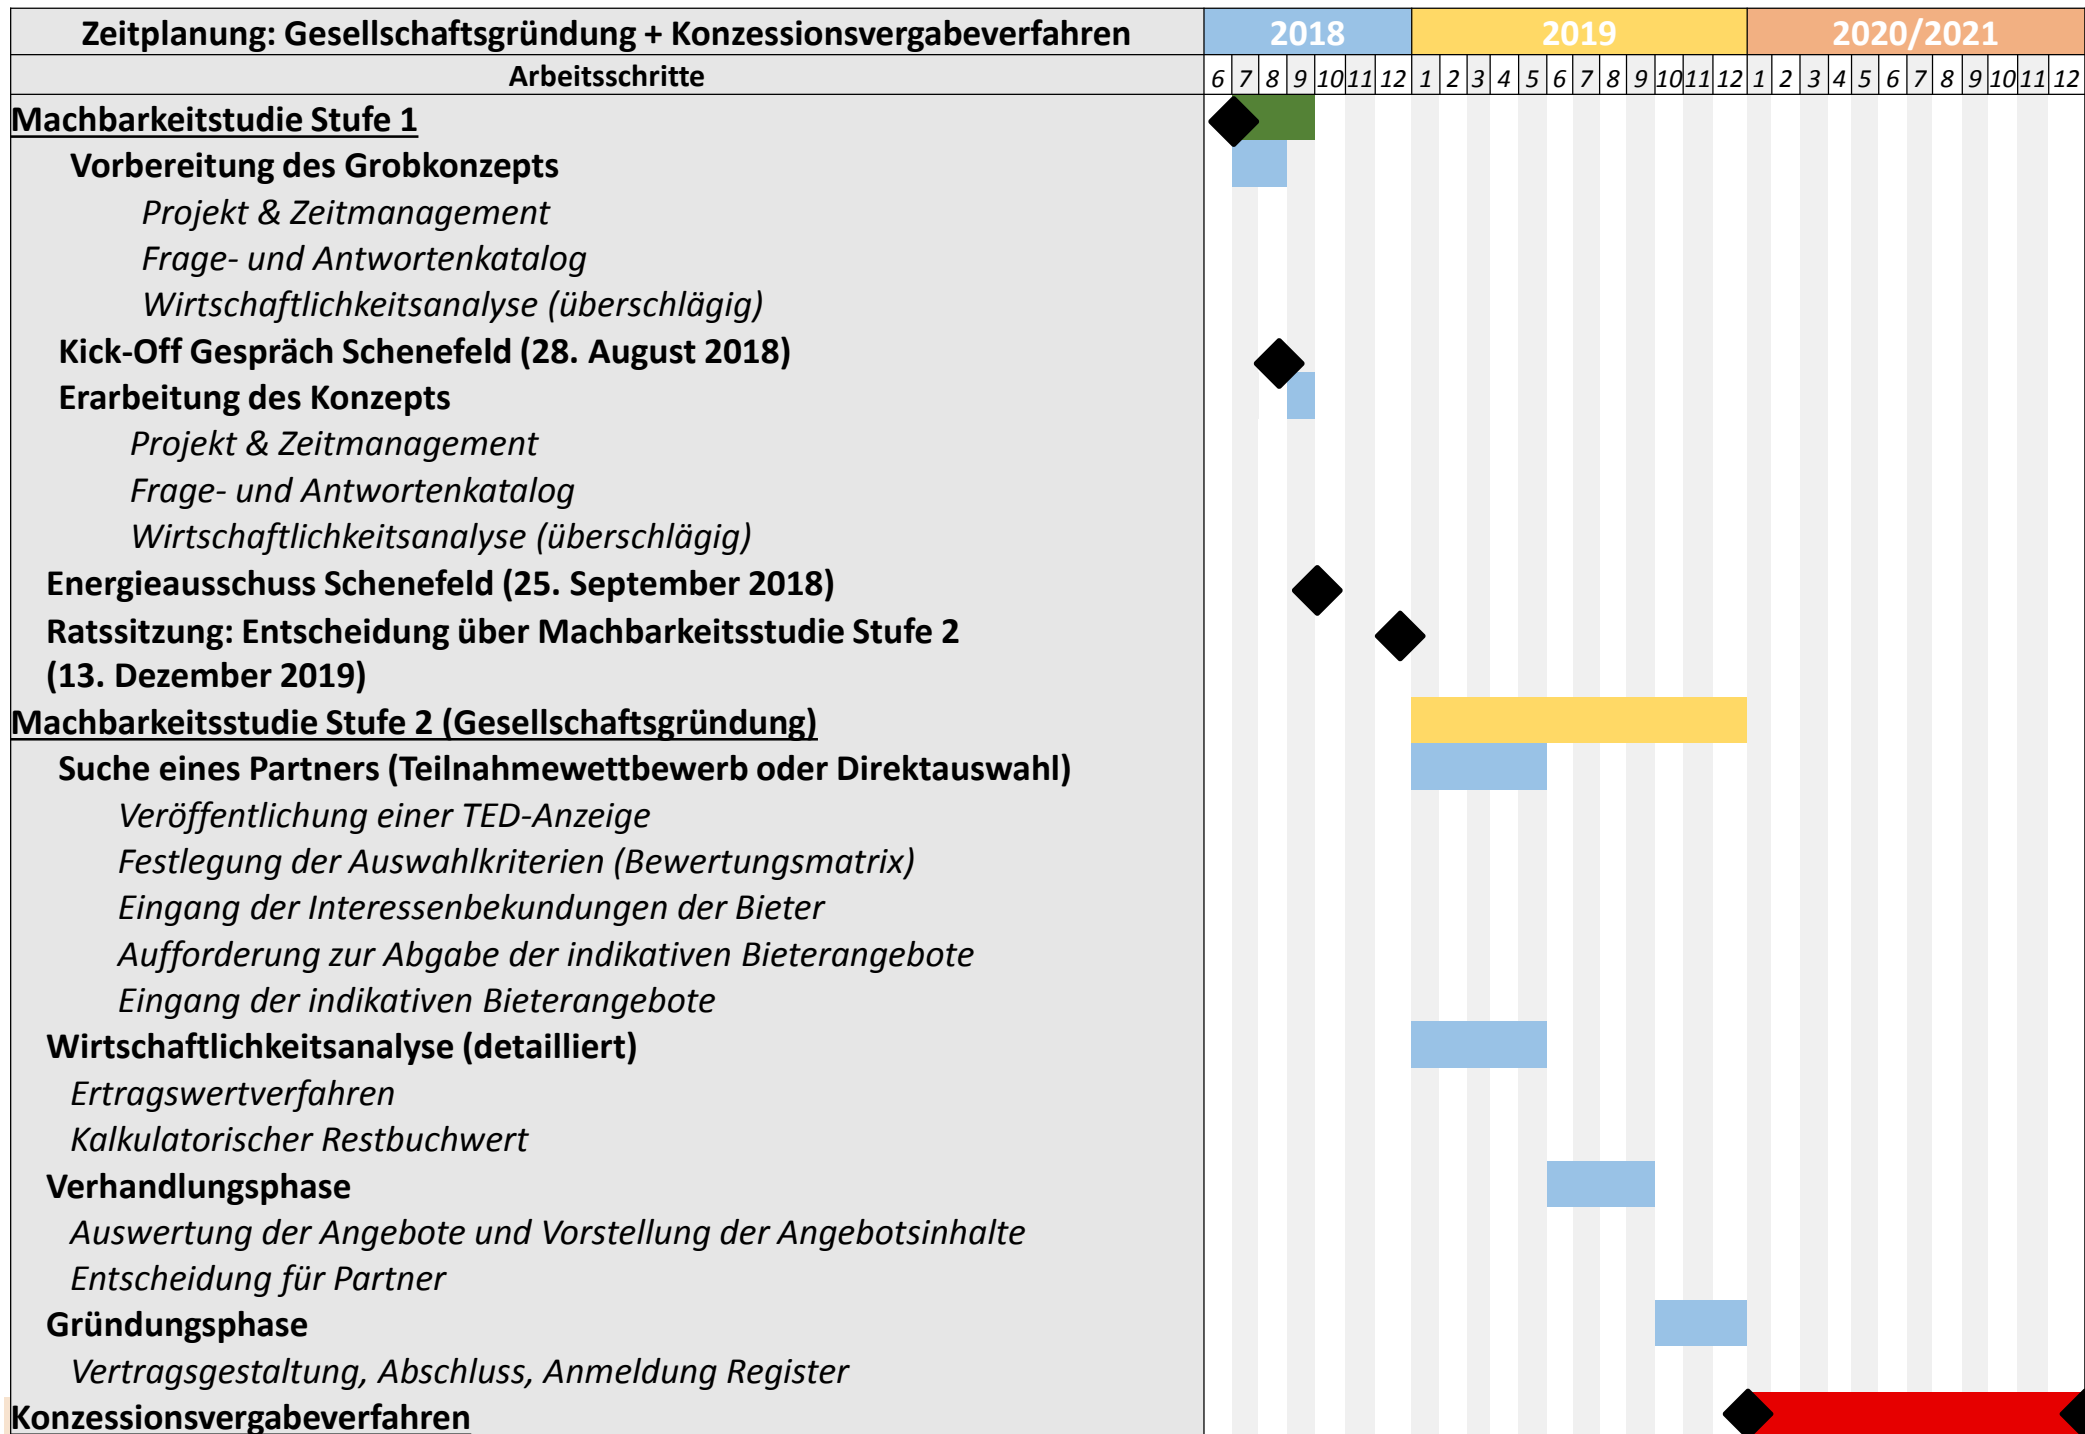 Zeitplanung: Gesellschaftsgründung + Konzessionsvergabeverfahren 2018 2019 2020/2021
Arbeitsschritte 6 7 8 9 10 11 12 1 2 3 4 5 6 7 8 9 10 11 12 1 2 3 4 5 6 7 8 9 10 11 12
Machbarkeitstudie Stufe 1
Vorbereitung des Grobkonzepts
Projekt & Zeitmanagement
Frage- und Antwortenkatalog
Wirtschaftlichkeitsanalyse (überschlägig)
Kick-Off Gespräch Schenefeld (28. August 2018)
Erarbeitung des Konzepts
Projekt & Zeitmanagement
Frage- und Antwortenkatalog
Wirtschaftlichkeitsanalyse (überschlägig)
Energieausschuss Schenefeld (25. September 2018)
Ratssitzung: Entscheidung über Machbarkeitsstudie Stufe 2
(13. Dezember 2019)
Machbarkeitsstudie Stufe 2 (Gesellschaftsgründung)
Suche eines Partners (Teilnahmewettbewerb oder Direktauswahl)
Veröffentlichung einer TED-Anzeige
Festlegung der Auswahlkriterien (Bewertungsmatrix)
Eingang der Interessenbekundungen der Bieter
Aufforderung zur Abgabe der indikativen Bieterangebote
Eingang der indikativen Bieterangebote
Wirtschaftlichkeitsanalyse (detailliert)
Ertragswertverfahren
Kalkulatorischer Restbuchwert
Verhandlungsphase
Auswertung der Angebote und Vorstellung der Angebotsinhalte
Entscheidung für Partner
Gründungsphase
Vertragsgestaltung, Abschluss, Anmeldung Register
Konzessionsvergabeverfahren